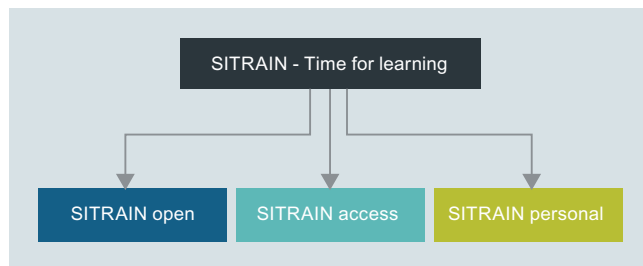 SITRAIN - Time for learning
SITRAIN open
SITRAIN access
SITRAIN personal